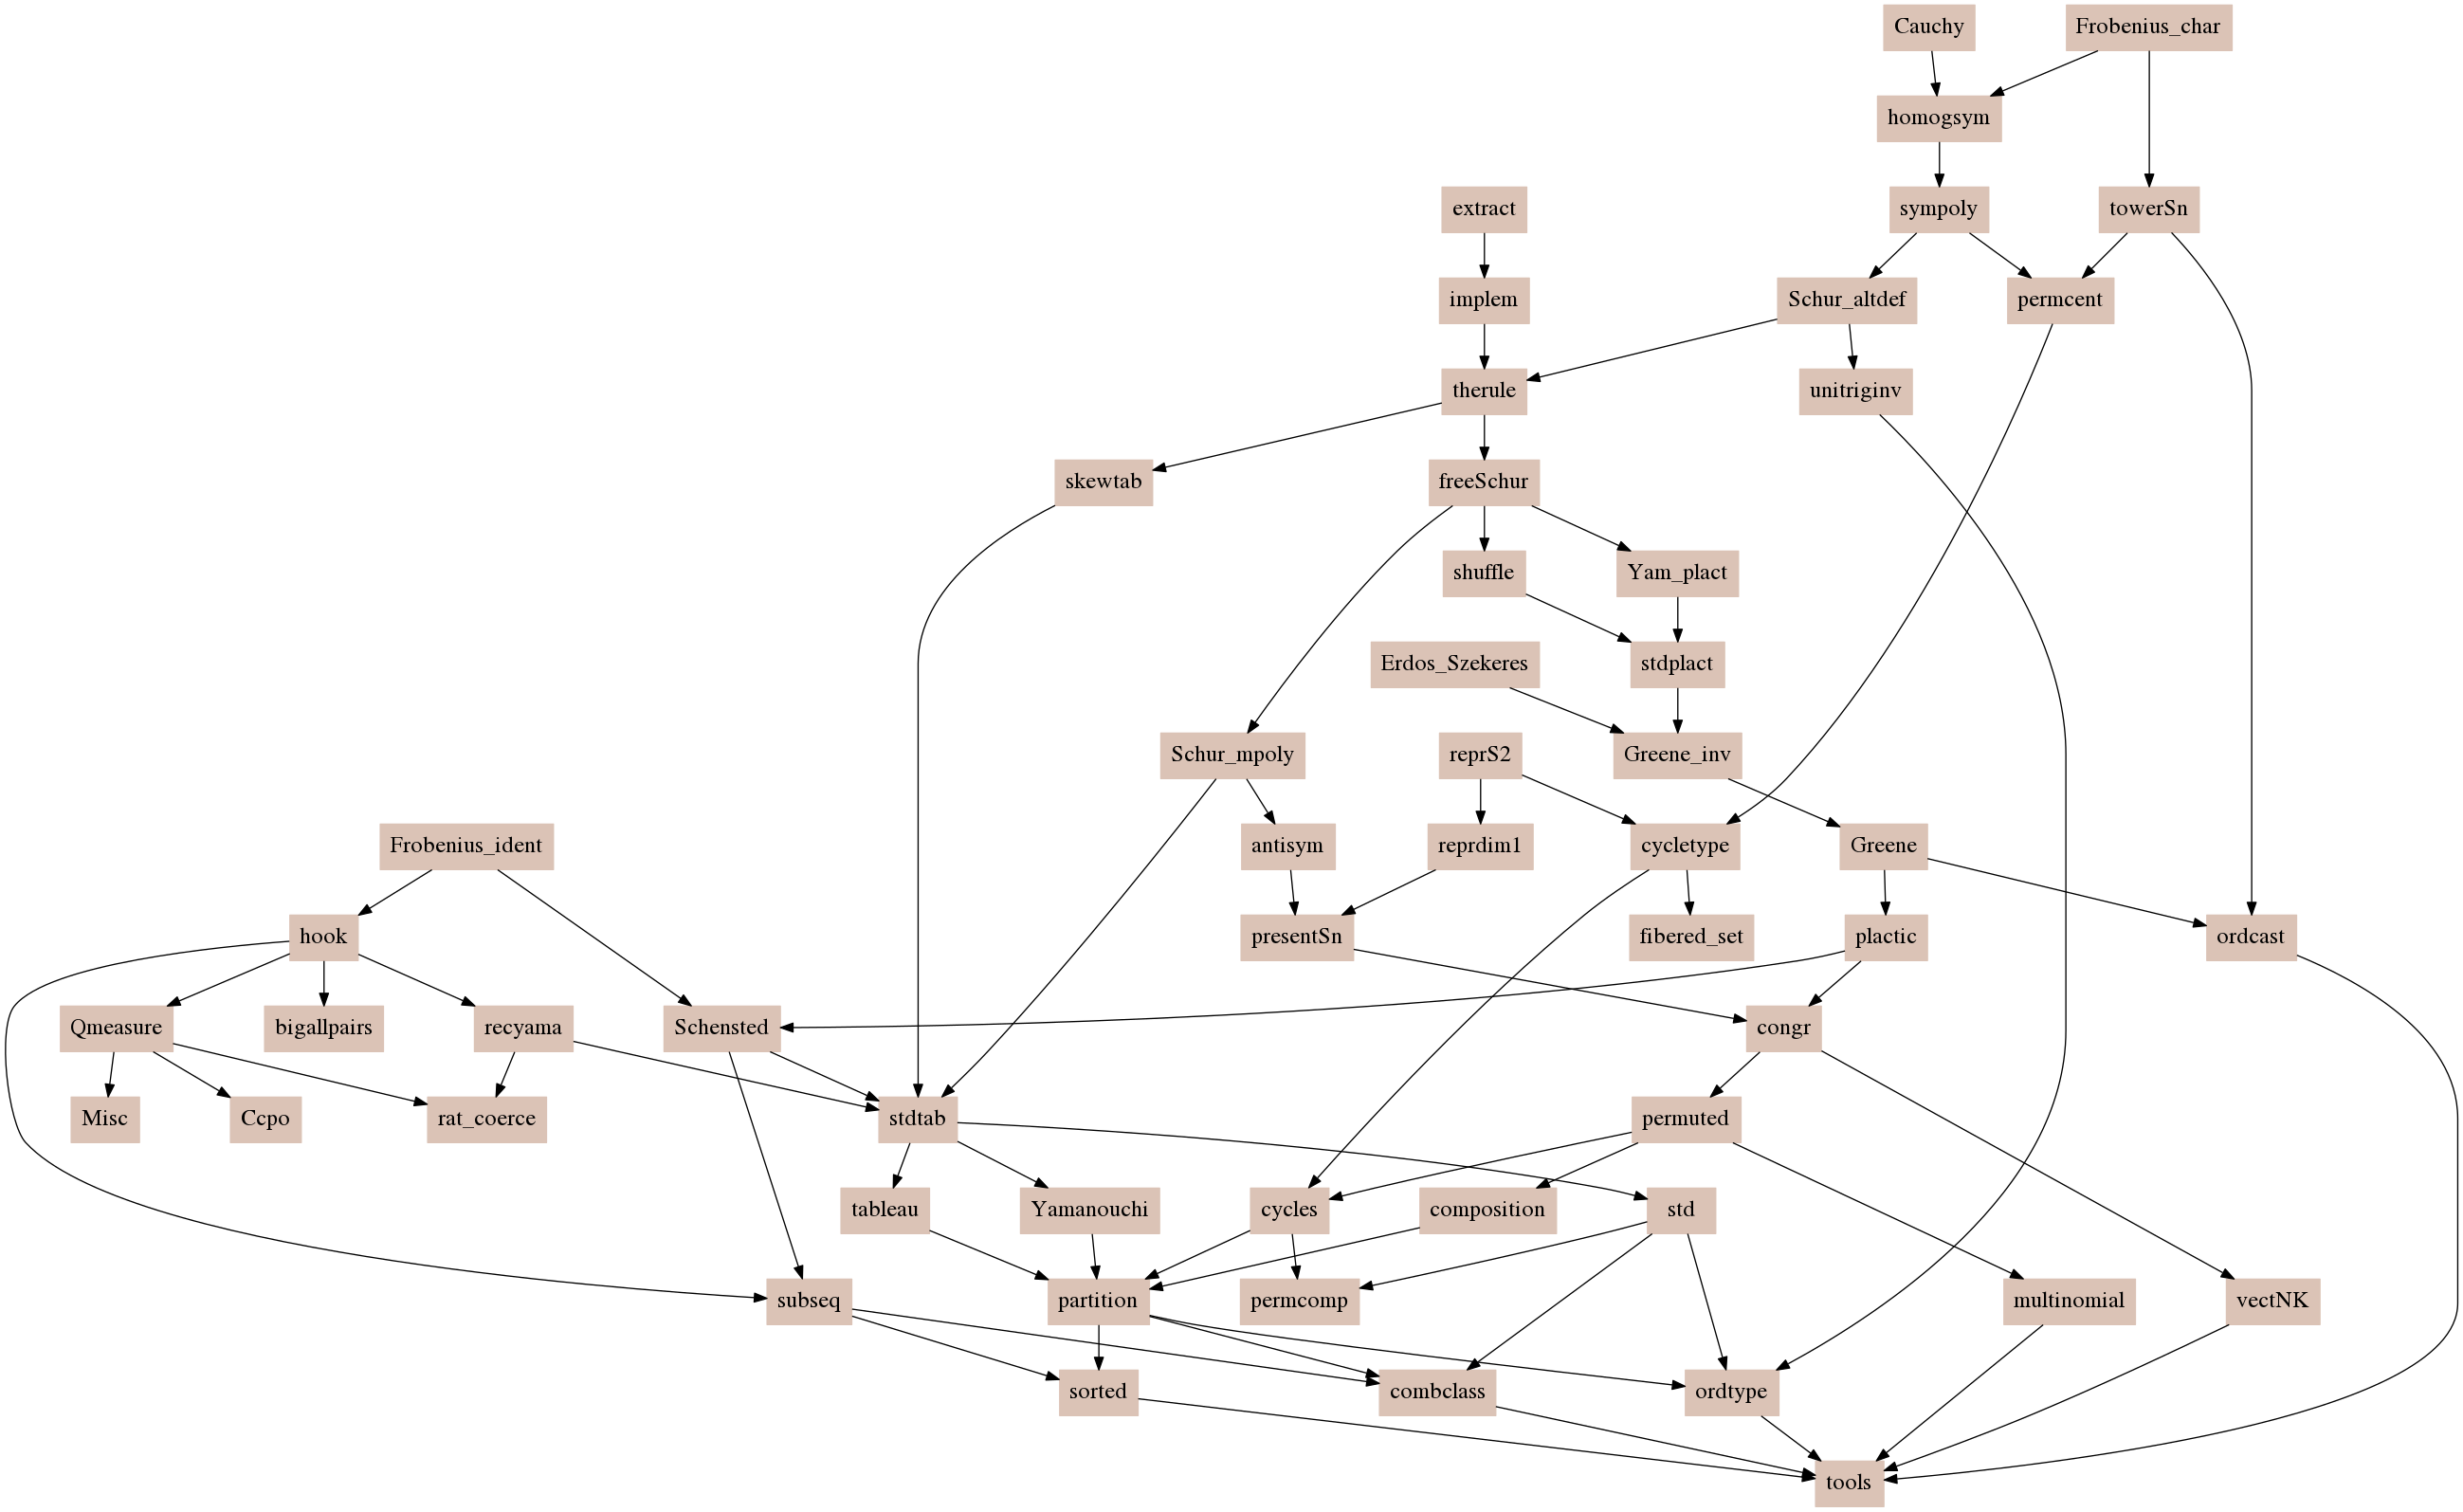 Cauchy
Frobenius_char
homogsym
extract
sympoly
towerSn
implem
Schur_altdef
permcent
therule
unitriginv
skewtab
freeSchur
shuffle
Yam_plact
Erdos_Szekeres
stdplact
Schur_mpoly
reprS2
Greene_inv
Frobenius_ident
antisym
reprdim1
cycletype
Greene
hook
presentSn
fibered_set
plactic
ordcast
Qmeasure
bigallpairs
recyama
Schensted
congr
Misc
Ccpo
rat_coerce
stdtab
permuted
tableau
Yamanouchi
cycles
composition
std
subseq
partition
permcomp
multinomial
vectNK
sorted
combclass
ordtype
tools